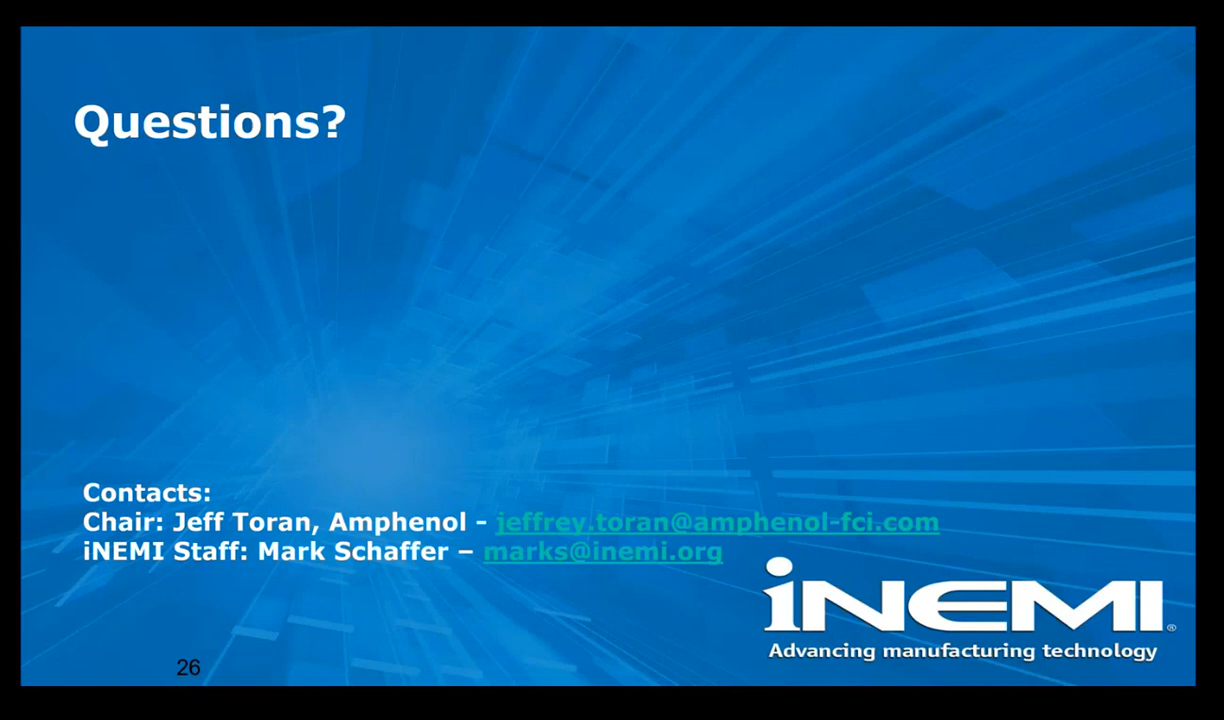 Questions?
Contacts:
Chair: Jeff Toran, Amphenol - jeffrey.toran@amphenol-fci.com
iNEMI Staff: Mark Schaffer – marks@inemi.org
iNEMI®
Advancing manufacturing technology
26